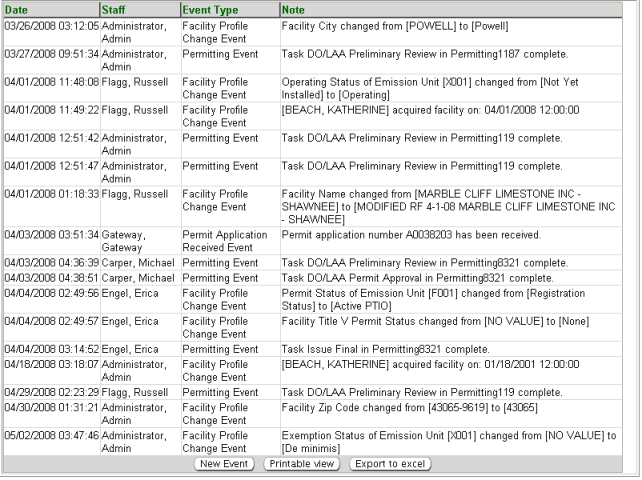 Date Staff Event Type Note
03/26/2008 03:12:05 Administrator, Admin Facility Profile Change Event Facility City changed from [POWELL] to [Powell]
03/27/2008 09:51:34 Administrator, Admin Permitting Event Task DO/LAA Preliminary Review in Permitting1187 complete.
04/01/2008 11:48:08 Flagg, Russell Facility Profile Change Event Operating Status of Emission Unit [X001] changed from [Not Yet Installed] to [Operating]
04/01/2008 11:49:22 Flagg, Russell Facility Profile Change Event [BEACH, KATHERINE] acquired facility on: 04/01/2008 12:00:00
04/01/2008 12:51:42 Administrator, Admin Permitting Event Task DO/LAA Preliminary Review in Permitting119 complete.
04/01/2008 12:51:47 Administrator, Admin Permitting Event Task DO/LAA Preliminary Review in Permitting119 complete.
04/01/2008 01:18:33 Flagg, Russell Facility Profile Change Event Facility Name changed from [MARBLE CLIFF LIMESTONE INC - SHAWNEE] to [MODIFIED RF 4-1-08 MARBLE CLIFF LIMESTONE INC - SHAWNEE]
04/03/2008 03:51:34 Gateway, Gateway Permit Application Received Event Permit application number A0038203 has been received.
04/03/2008 04:36:39 Carper, Michael Permitting Event Task DO/LAA Preliminary Review in Permitting8321 complete.
04/03/2008 04:38:51 Carper, Michael Permitting Event Task DO/LAA Permit Approval in Permitting8321 complete.
04/04/2008 02:49:56 Engel, Erica Facility Profile Change Event Permit Status of Emission Unit [F001] changed from [Registration Status] to [Active PTIO]
04/04/2008 02:49:57 Engel, Erica Facility Profile Change Event Facility Title V Permit Status changed from [NO VALUE] to [None]
04/04/2008 03:14:52 Engel, Erica Permitting Event Task Issue Final in Permitting8321 complete.
04/18/2008 03:18:07 Administrator, Admin Facility Profile Change Event [BEACH, KATHERINE] acquired facility on: 01/18/2001 12:00:00
04/29/2008 02:23:29 Flagg, Russell Permitting Event Task DO/LAA Preliminary Review in Permitting119 complete.
04/30/2008 01:31:21 Administrator, Admin Facility Profile Change Event Facility Zip Code changed from [43065-9619] to [43065]
05/02/2008 03:47:46 Administrator, Admin Facility Profile Change Event Exemption Status of Emission Unit [X001] changed from [NO VALUE] to [De minimis]
New Event Printable view Export to excel